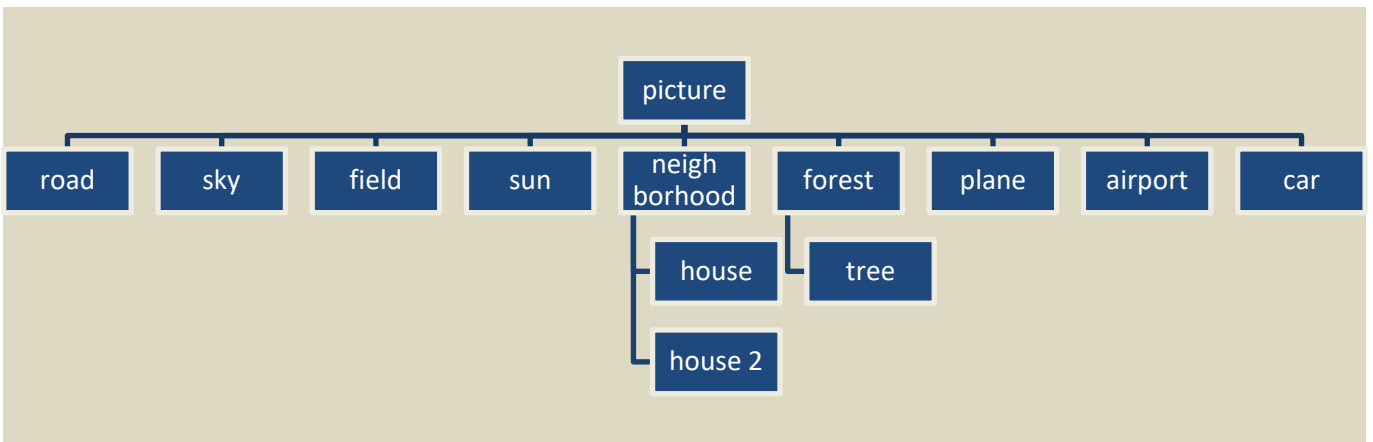 picture
road
sky
field
sun
neigh
borhood
forest
plane
airport
car
house
tree
house 2